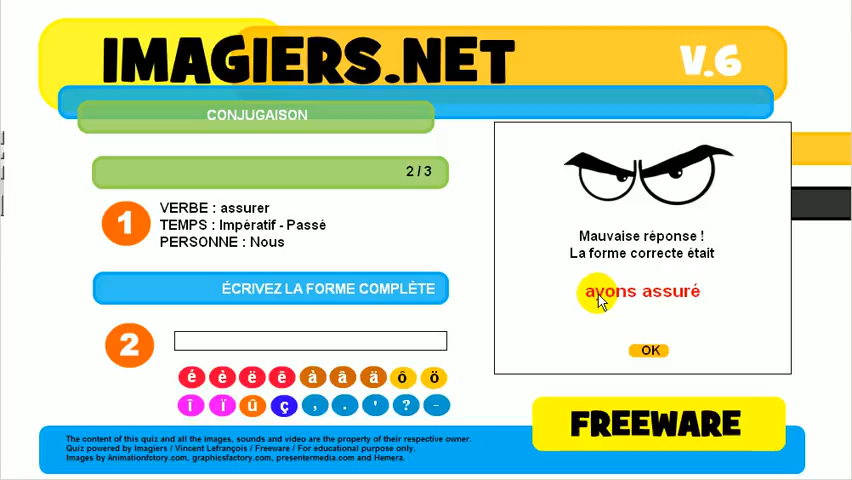 IMAGIERS.NET
V.6
CONJUGAISON
2 / 3
1
VERBE : assurer
TEMPS : Impératif - Passé
PERSONNE : Nous
ÉCRIVEZ LA FORME COMPLÈTE
2
é è ë ê à â ä ô ö
î ï û ç , . ' ? -
Mauvaise réponse !
La forme correcte était
ayons assuré
OK
FREEWARE
The content of this quiz and all the images, sounds and video are the property of their respective owner.
Quiz powered by Imagiers / Vincent Lefrançois / Freeware / For educational purpose only.
Images by Animationfctory.com, graphicsfactory.com, presentermedia.com and Hemera.